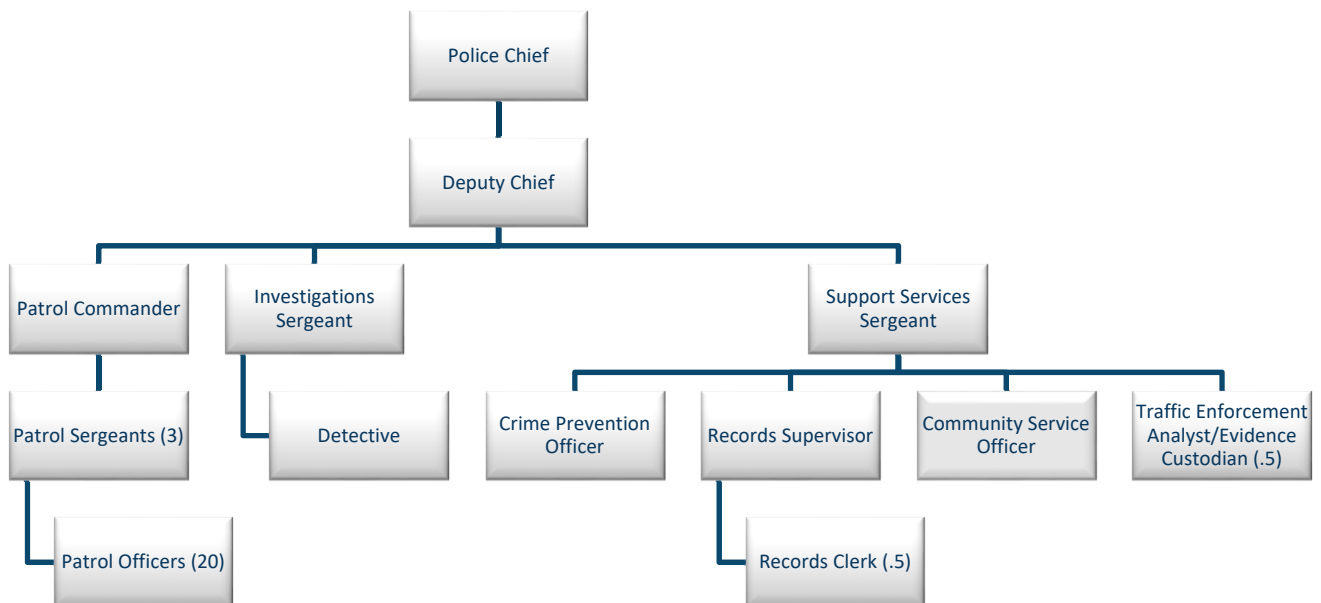 Police Chief
Deputy Chief
Patrol Commander
Investigations
Sergeant
Support Services
Sergeant
Patrol Sergeants (3)
Detective
Crime Prevention
Officer
Records Supervisor
Community Service
Officer
Traffic Enforcement
Analyst/Evidence
Custodian (.5)
Patrol Officers (20)
Records Clerk (.5)